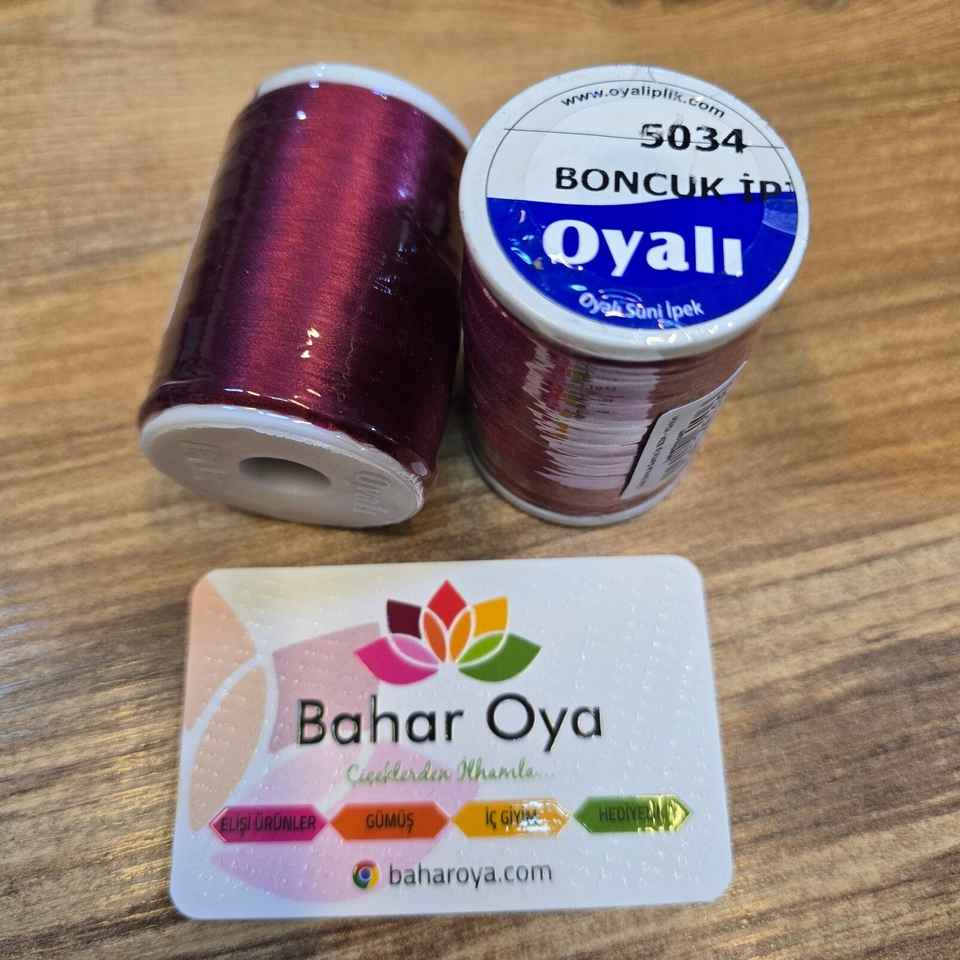 www.oyaliplik.com
5034
BONCUK İP
Oyalı
Oyalı Suni İpek
Oyalı
Bahar Oya
Çiçeklerden İlhamla...
ELİŞİ ÜRÜNLER
GÜMÜŞ
İÇ GİYİM
HEDİYELİK
baharoya.com